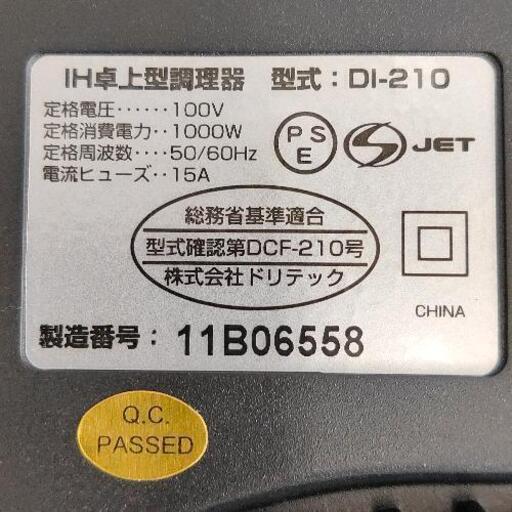 IH卓上型調理器 型式：DI-210
定格電圧‥‥‥100V
定格消費電力‥1000W
定格周波数‥‥50/60Hz
電流ヒューズ‥15A
PSE
JET
総務省基準適合
型式確認第DCF-210号
株式会社ドリテック
CHINA
製造番号：11B06558
Q.C.
PASSED